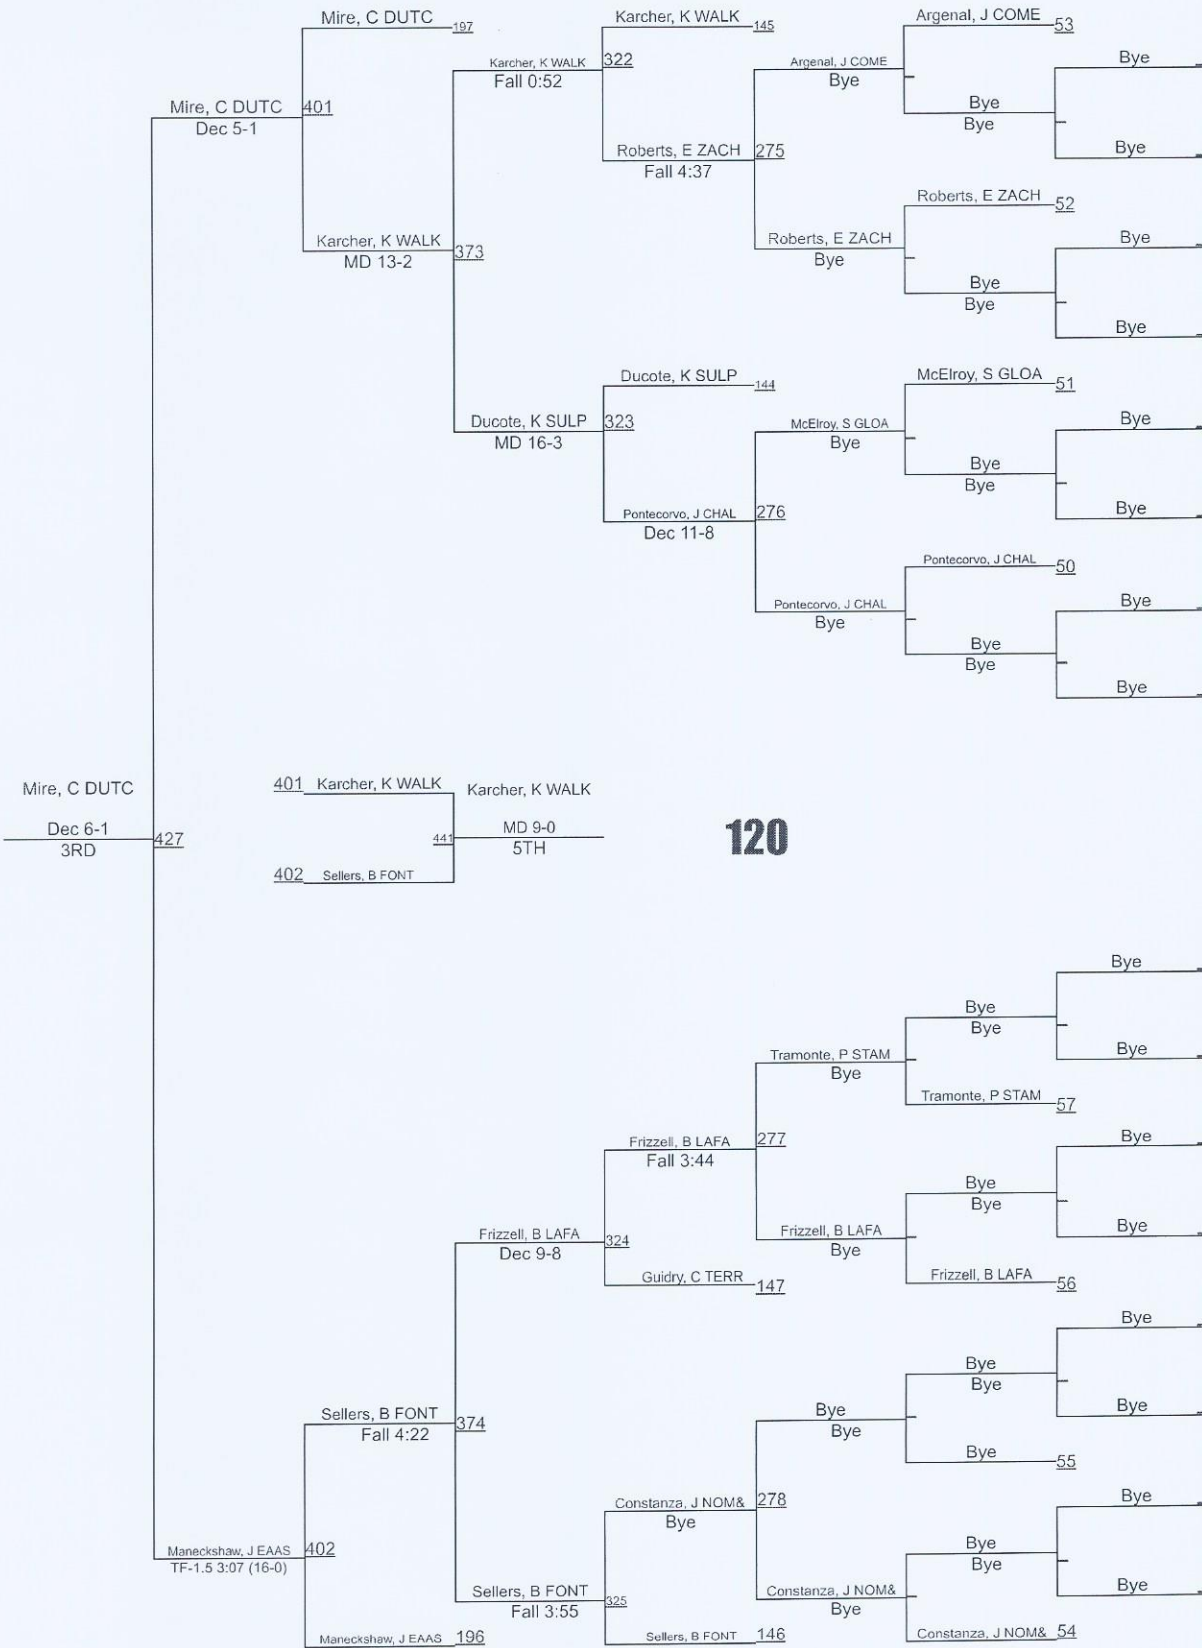 Mire, C DUTC 197
Karcher, K WALK 145
Argenal, J COME 53
Bye
Karcher, K WALK 322
Fall 0:52
Argenal, J COME
Bye
Mire, C DUTC 401
Dec 5-1
Bye
Bye
Roberts, E ZACH 275
Fall 4:37
Bye
Roberts, E ZACH 52
Karcher, K WALK 373
MD 13-2
Roberts, E ZACH
Bye
Bye
Bye
Bye
Bye
Ducote, K SULP 144
McElroy, S GLOA 51
Ducote, K SULP 323
MD 16-3
McElroy, S GLOA
Bye
Bye
Bye
Bye
Pontecorvo, J CHAL 276
Dec 11-8
Bye
Pontecorvo, J CHAL 50
Pontecorvo, J CHAL
Bye
Bye
Bye
Bye
Bye
Mire, C DUTC
Dec 6-1
3RD
427
401 Karcher, K WALK
Karcher, K WALK
441
MD 9-0
5TH
402 Sellers, B FONT
120
Bye
Bye
Bye
Tramonte, P STAM
Bye
Bye
Tramonte, P STAM 57
Frizzell, B LAFA 277
Fall 3:44
Bye
Bye
Bye
Frizzell, B LAFA 324
Dec 9-8
Frizzell, B LAFA
Bye
Bye
Guidry, C TERR 147
Frizzell, B LAFA 56
Bye
Bye
Bye
Sellers, B FONT 374
Fall 4:22
Bye
Bye
Bye
Bye 55
Constanza, J NOM& 278
Bye
Bye
Maneckshaw, J EAAS 402
TF-1.5 3:07 (16-0)
Bye
Bye
Sellers, B FONT 325
Fall 3:55
Constanza, J NOM&
Bye
Bye
Maneckshaw, J EAAS 196
Sellers, B FONT 146
Constanza, J NOM& 54